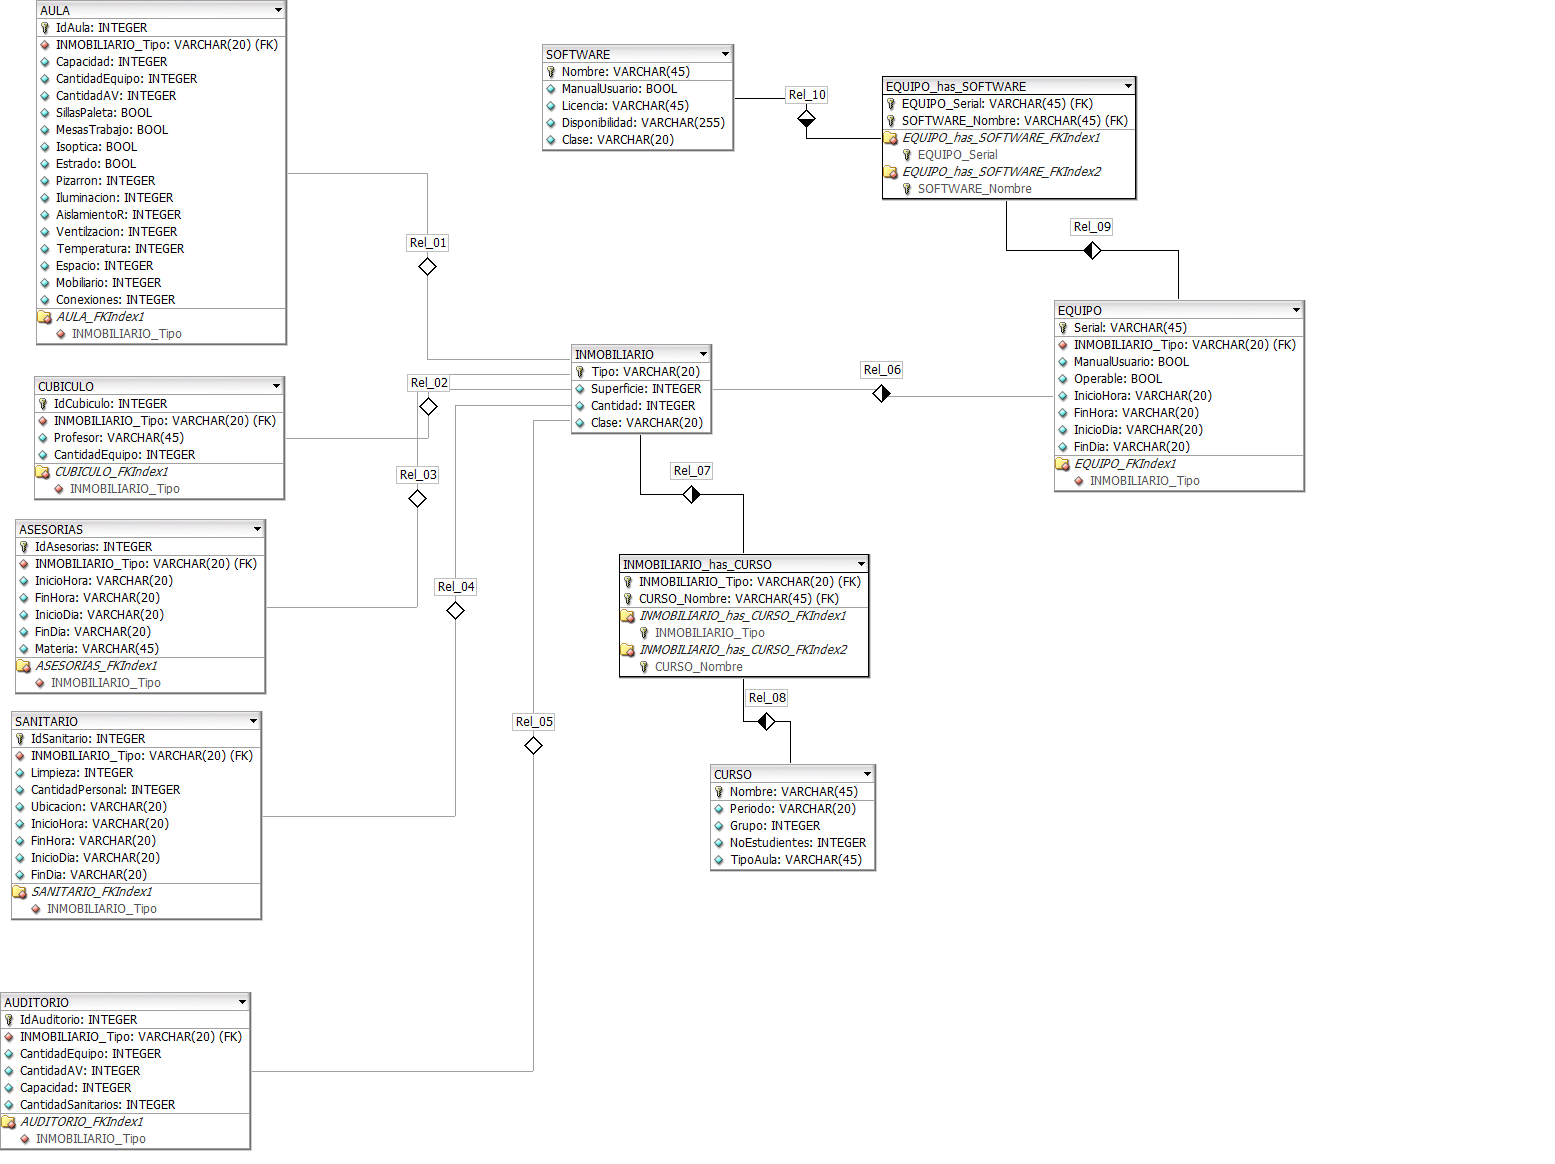 AULA
IdAula: INTEGER
INMOBILIARIO_Tipo: VARCHAR(20) (FK)
Capacidad: INTEGER
CantidadEquipo: INTEGER
CantidadAV: INTEGER
SillasPaleta: BOOL
MesasTrabajo: BOOL
Isoptica: BOOL
Estrado: BOOL
Pizarron: INTEGER
Iluminacion: INTEGER
AislamientoR: INTEGER
Ventilzacion: INTEGER
Temperatura: INTEGER
Espacio: INTEGER
Mobiliario: INTEGER
Conexiones: INTEGER
AULA_FKIndex1
INMOBILIARIO_Tipo
SOFTWARE
Nombre: VARCHAR(45)
ManualUsuario: BOOL
Licencia: VARCHAR(45)
Disponibilidad: VARCHAR(255)
Clase: VARCHAR(20)
Rel_10
EQUIPO_has_SOFTWARE
EQUIPO_Serial: VARCHAR(45) (FK)
SOFTWARE_Nombre: VARCHAR(45) (FK)
EQUIPO_has_SOFTWARE_FKIndex1
EQUIPO_Serial
EQUIPO_has_SOFTWARE_FKIndex2
SOFTWARE_Nombre
Rel_09
Rel_01
EQUIPO
Serial: VARCHAR(45)
INMOBILIARIO_Tipo: VARCHAR(20) (FK)
ManualUsuario: BOOL
Operable: BOOL
InicioHora: VARCHAR(20)
FinHora: VARCHAR(20)
InicioDia: VARCHAR(20)
FinDia: VARCHAR(20)
EQUIPO_FKIndex1
INMOBILIARIO_Tipo
INMOBILIARIO
Tipo: VARCHAR(20)
Superficie: INTEGER
Cantidad: INTEGER
Clase: VARCHAR(20)
Rel_06
Rel_02
CUBICULO
IdCubiculo: INTEGER
INMOBILIARIO_Tipo: VARCHAR(20) (FK)
Profesor: VARCHAR(45)
CantidadEquipo: INTEGER
CUBICULO_FKIndex1
INMOBILIARIO_Tipo
Rel_03
Rel_07
ASESORIAS
IdAsesorias: INTEGER
INMOBILIARIO_Tipo: VARCHAR(20) (FK)
InicioHora: VARCHAR(20)
FinHora: VARCHAR(20)
InicioDia: VARCHAR(20)
FinDia: VARCHAR(20)
Materia: VARCHAR(45)
ASESORIAS_FKIndex1
INMOBILIARIO_Tipo
Rel_04
INMOBILIARIO_has_CURSO
INMOBILIARIO_Tipo: VARCHAR(20) (FK)
CURSO_Nombre: VARCHAR(45) (FK)
INMOBILIARIO_has_CURSO_FKIndex1
INMOBILIARIO_Tipo
INMOBILIARIO_has_CURSO_FKIndex2
CURSO_Nombre
Rel_08
Rel_05
SANITARIO
IdSanitario: INTEGER
INMOBILIARIO_Tipo: VARCHAR(20) (FK)
Limpieza: INTEGER
CantidadPersonal: INTEGER
Ubicacion: VARCHAR(20)
InicioHora: VARCHAR(20)
FinHora: VARCHAR(20)
InicioDia: VARCHAR(20)
FinDia: VARCHAR(20)
SANITARIO_FKIndex1
INMOBILIARIO_Tipo
CURSO
Nombre: VARCHAR(45)
Periodo: VARCHAR(20)
Grupo: INTEGER
NoEstudientes: INTEGER
TipoAula: VARCHAR(45)
AUDITORIO
IdAuditorio: INTEGER
INMOBILIARIO_Tipo: VARCHAR(20) (FK)
CantidadEquipo: INTEGER
CantidadAV: INTEGER
Capacidad: INTEGER
CantidadSanitarios: INTEGER
AUDITORIO_FKIndex1
INMOBILIARIO_Tipo